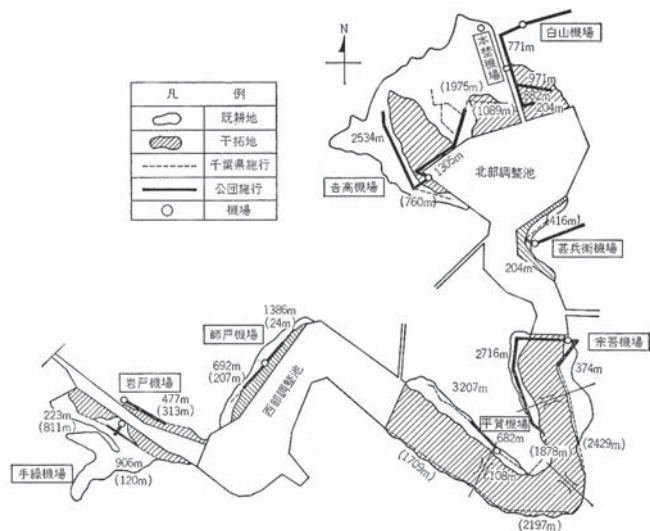 N
凡 例
既耕地
干拓地
千葉県施行
公団施行
機場
白山機場
771m
本埜機場
(1975m)
971m
882m
(1089m)
204m
2534m
1305m
北部調整池
吉高機場
(760m)
(416m)
甚兵衛機場
204m
1386m
(24m)
師戸機場
692m
(207m)
岩戸機場
477m
(313m)
西部調整池
223m
(811m)
906m
(120m)
手繰機場
2716m
宗吾機場
374m
3207m
平賀機場
682m
(108m)
(1878m)
(2429m)
(1709m)
(2197m)